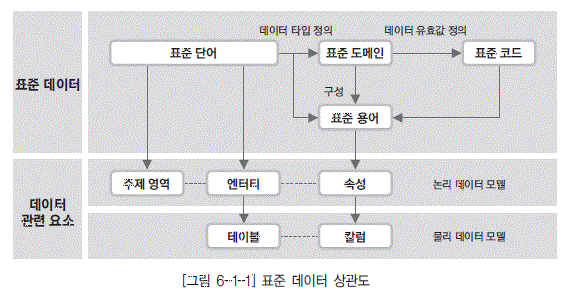 데이터 타입 정의
데이터 유효값 정의
표준 단어
표준 도메인
표준 코드
표준 데이터
구성
표준 용어
주제 영역
엔터티
속성
논리 데이터 모델
데이터
관련 요소
테이블
칼럼
물리 데이터 모델
[그림 6-1-1] 표준 데이터 상관도